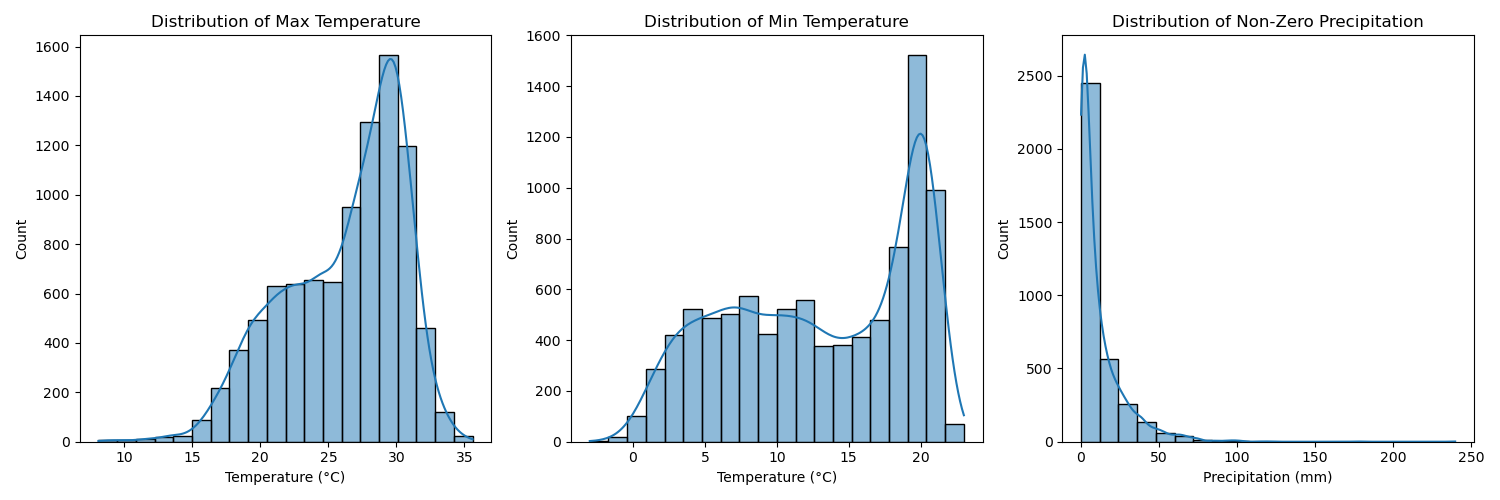 Distribution of Max Temperature
Count
1600
1400
1200
1000
800
600
400
200
0
10 15 20 25 30 35
Temperature (°C)
Distribution of Min Temperature
Count
1600
1400
1200
1000
800
600
400
200
0
0 5 10 15 20
Temperature (°C)
Distribution of Non-Zero Precipitation
Count
2500
2000
1500
1000
500
0
0 50 100 150 200 250
Precipitation (mm)